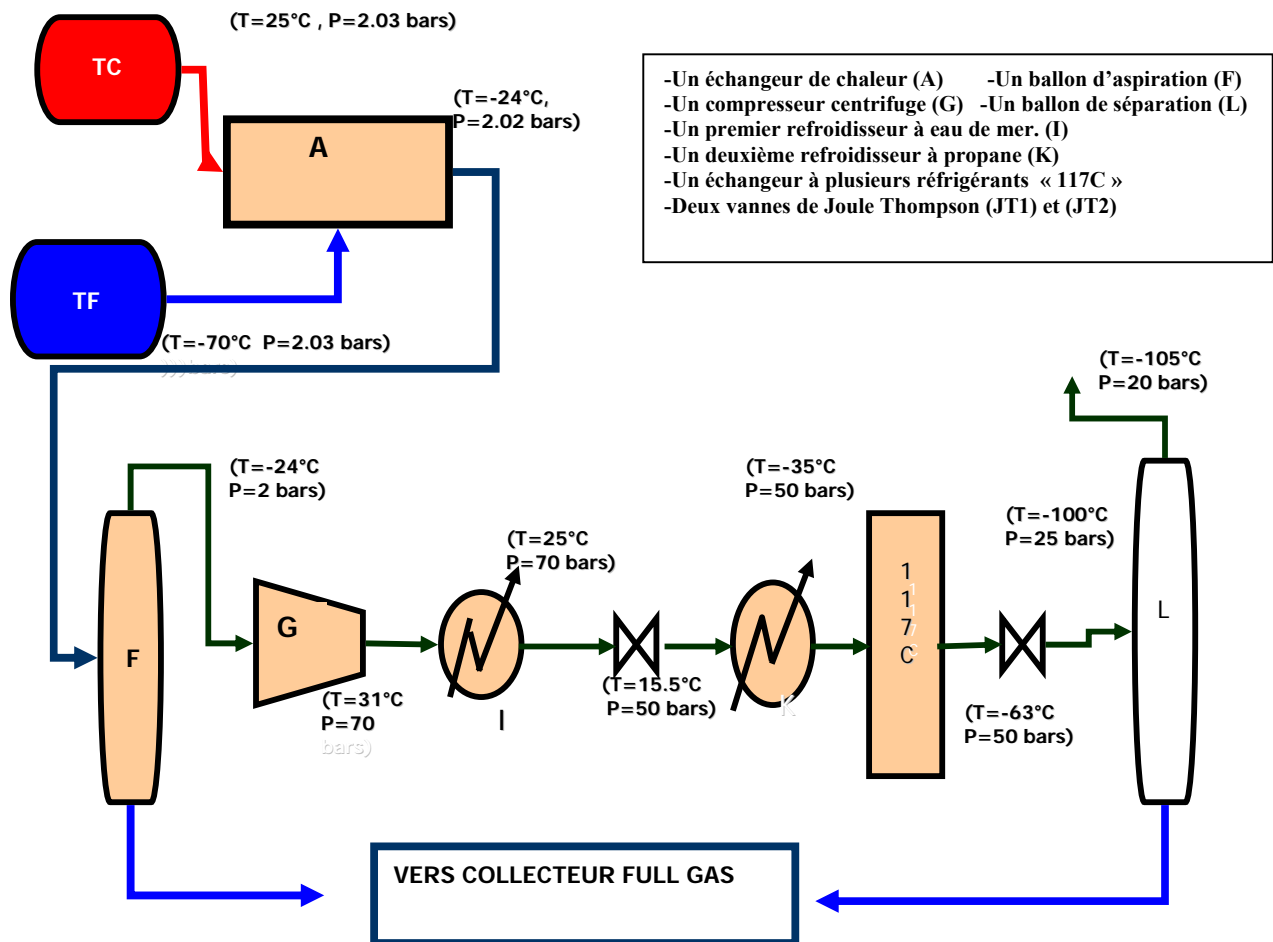 (T=25°C , P=2.03 bars)
TC
-Un échangeur de chaleur (A) -Un ballon d’aspiration (F)
-Un compresseur centrifuge (G) -Un ballon de séparation (L)
-Un premier refroidisseur à eau de mer. (I)
-Un deuxième refroidisseur à propane (K)
-Un échangeur à plusieurs réfrigérants « 117C »
-Deux vannes de Joule Thompson (JT1) et (JT2)
(T=-24°C,
P=2.02 bars)
A
TF
(T=-70°C P=2.03 bars)
)))bars)
(T=-105°C
P=20 bars)
(T=-24°C
P=2 bars)
(T=-35°C
P=50 bars)
(T=-100°C
P=25 bars)
(T=25°C
P=70 bars)
1
1
7
C
L
G
F
(T=31°C
P=70
bars)
I
(T=15.5°C
P=50 bars)
K
(T=-63°C
P=50 bars)
VERS COLLECTEUR FULL GAS